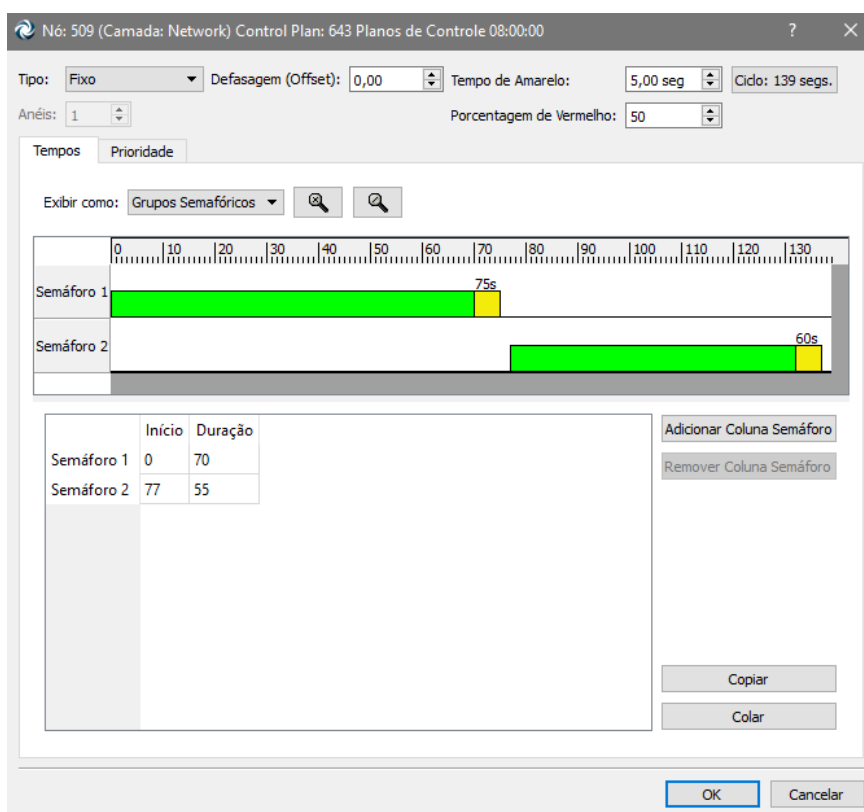 Nó: 509 (Camada: Network) Control Plan: 643 Planos de Controle 08:00:00 ? ×
Tipo: Fixo Defasagem (Offset): 0,00 Tempo de Amarelo: 5,00 seg Ciclo: 139 segs.
Anéis: 1 Porcentagem de Vermelho: 50
Tempos Prioridade
Exibir como: Grupos Semafóricos
0 10 20 30 40 50 60 70 80 90 100 110 120 130
75s
Semáforo 1
60s
Semáforo 2
Início Duração
Semáforo 1 0 70
Semáforo 2 77 55
Adicionar Coluna Semáforo
Remover Coluna Semáforo
Copiar
Colar
OK Cancelar